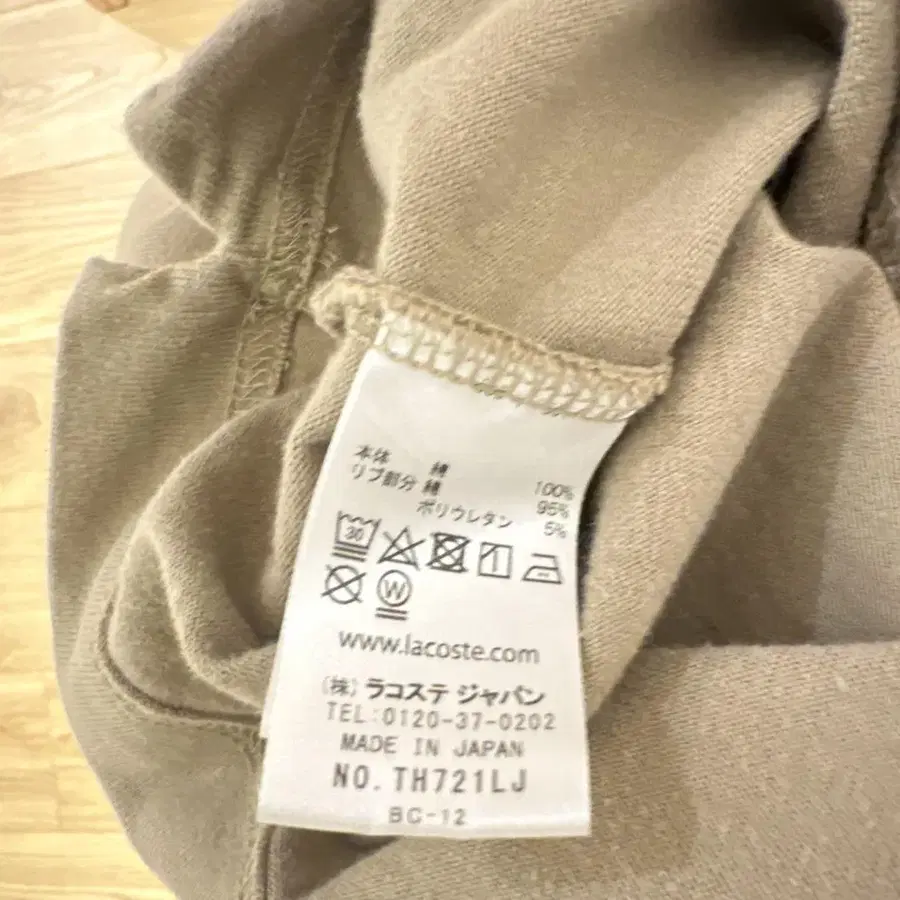 本体 綿 100%
リブ部分 綿 95%
ポリウレタン 5%
30
W
www.lacoste.com
(株) ラコステ ジャパン
TEL:0120-37-0202
MADE IN JAPAN
NO. TH721LJ
BC-12